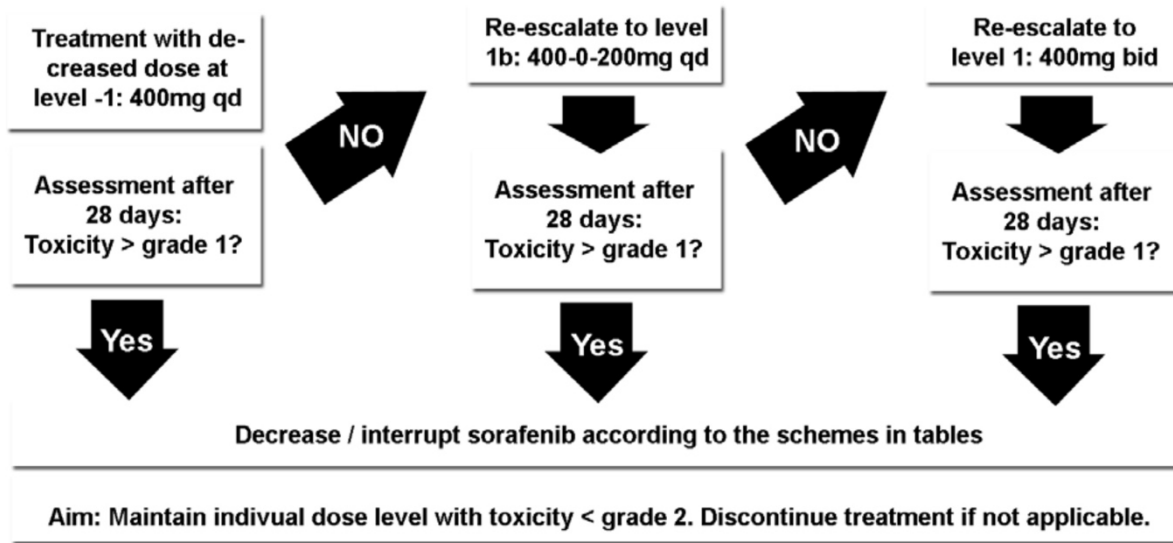 Treatment with de-
creased dose at
level -1: 400mg qd
Assessment after
28 days:
Toxicity > grade 1?
Yes
NO
Re-escalate to level
1b: 400-0-200mg qd
Assessment after
28 days:
Toxicity > grade 1?
Yes
NO
Re-escalate to
level 1: 400mg bid
Assessment after
28 days:
Toxicity > grade 1?
Yes
Decrease / interrupt sorafenib according to the schemes in tables
Aim: Maintain indivual dose level with toxicity < grade 2. Discontinue treatment if not applicable.